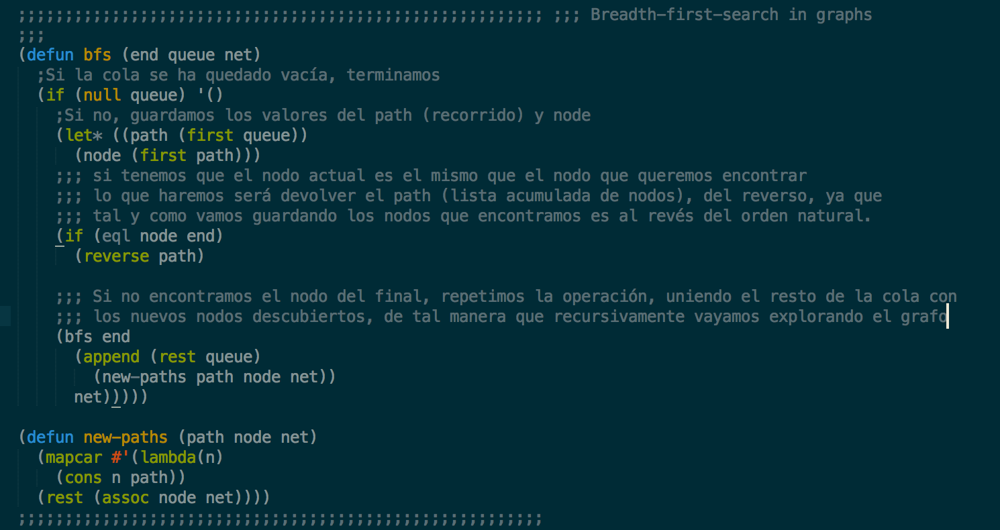 ;;;;;;;;;;;;;;;;;;;;;;;;;;;;;;;;;;;;;;;;;;;;;;;;;;;;;;;; ;;; Breadth-first-search in graphs
;;;
(defun bfs (end queue net)
  ;Si la cola se ha quedado vacía, terminamos
  (if (null queue) '()
    ;Si no, guardamos los valores del path (recorrido) y node
    (let* ((path (first queue))
      (node (first path)))
    ;;; si tenemos que el nodo actual es el mismo que el nodo que queremos encontrar
    ;;; lo que haremos será devolver el path (lista acumulada de nodos), del reverso, ya que
    ;;; tal y como vamos guardando los nodos que encontramos es al revés del orden natural.
    (if (eql node end)
      (reverse path)
    ;;; Si no encontramos el nodo del final, repetimos la operación, uniendo el resto de la cola con
    ;;; los nuevos nodos descubiertos, de tal manera que recursivamente vayamos explorando el grafo
    (bfs end
      (append (rest queue)
        (new-paths path node net))
      net)))))
(defun new-paths (path node net)
  (mapcar #'(lambda(n)
    (cons n path))
  (rest (assoc node net))))
;;;;;;;;;;;;;;;;;;;;;;;;;;;;;;;;;;;;;;;;;;;;;;;;;;;;;;;;